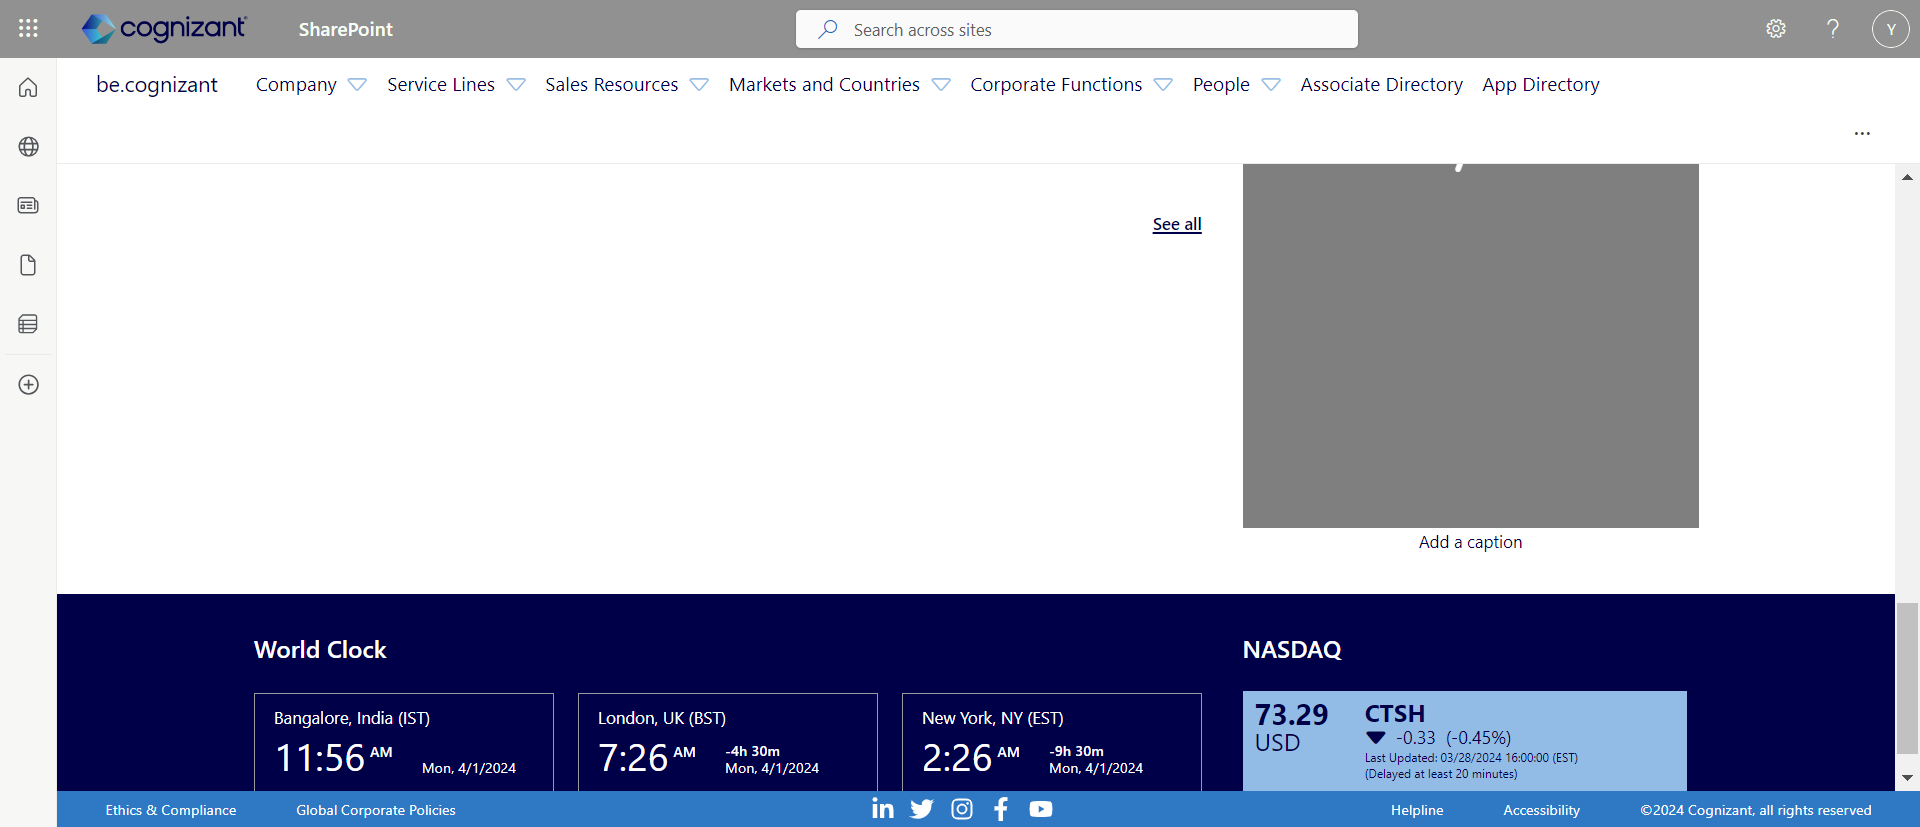 cognizant
SharePoint
Search across sites
Y
be.cognizant
Company
Service Lines
Sales Resources
Markets and Countries
Corporate Functions
People
Associate Directory
App Directory
...
See all
Add a caption
World Clock
Bangalore, India (IST)
11:56 AM
Mon, 4/1/2024
London, UK (BST)
7:26 AM
-4h 30m
Mon, 4/1/2024
New York, NY (EST)
2:26 AM
-9h 30m
Mon, 4/1/2024
NASDAQ
73.29
USD
CTSH
-0.33 (-0.45%)
Last Updated: 03/28/2024 16:00:00 (EST)
(Delayed at least 20 minutes)
Ethics & Compliance
Global Corporate Policies
Helpline
Accessibility
©2024 Cognizant, all rights reserved